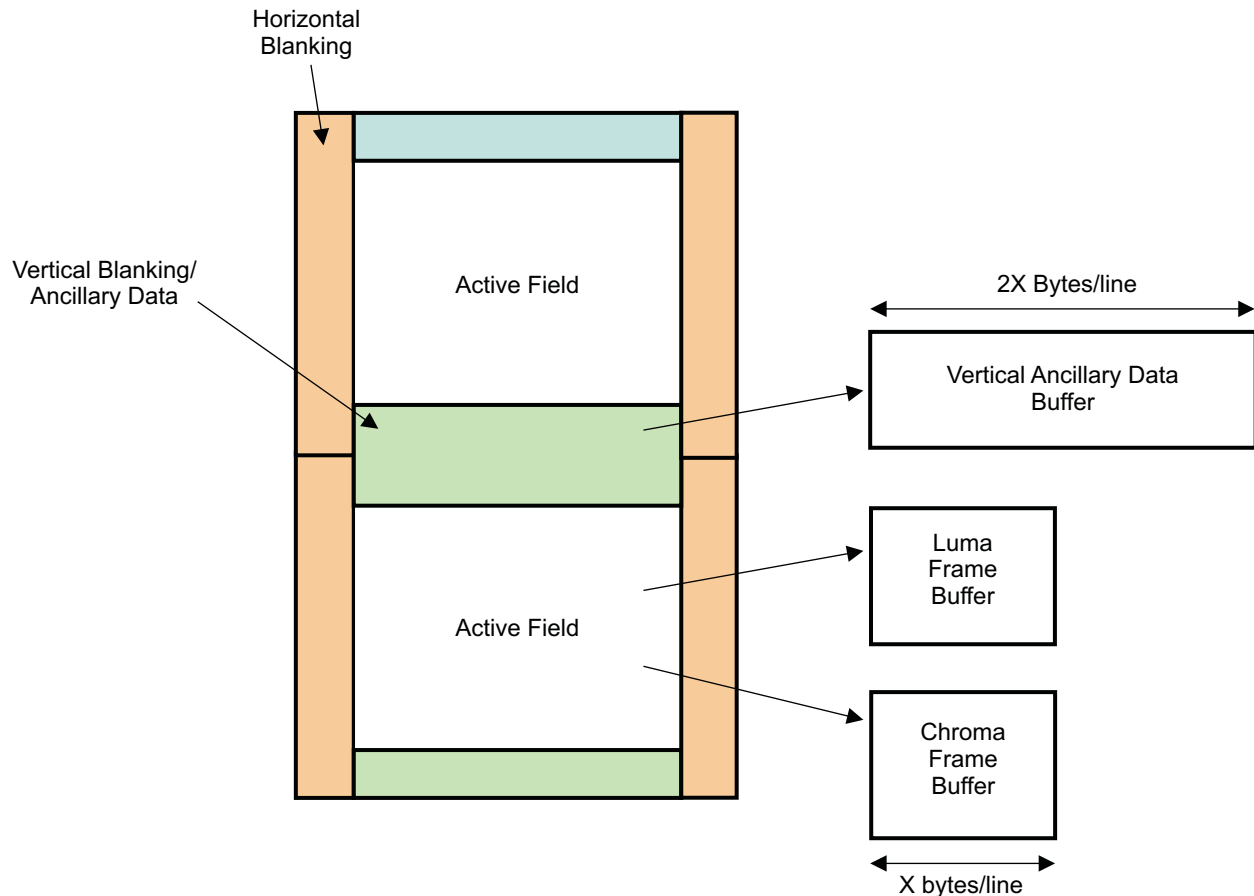 Horizontal
Blanking
Vertical Blanking/
Ancillary Data
Active Field
2X Bytes/line
Vertical Ancillary Data
Buffer
Luma
Frame
Buffer
Active Field
Chroma
Frame
Buffer
X bytes/line